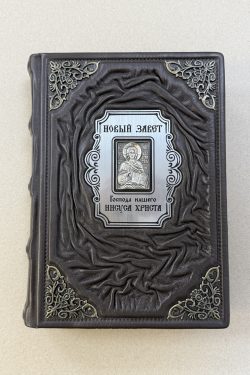 НОВЫЙ ЗАВЕТ
Господа нашего
ИИСУСА ХРИСТА